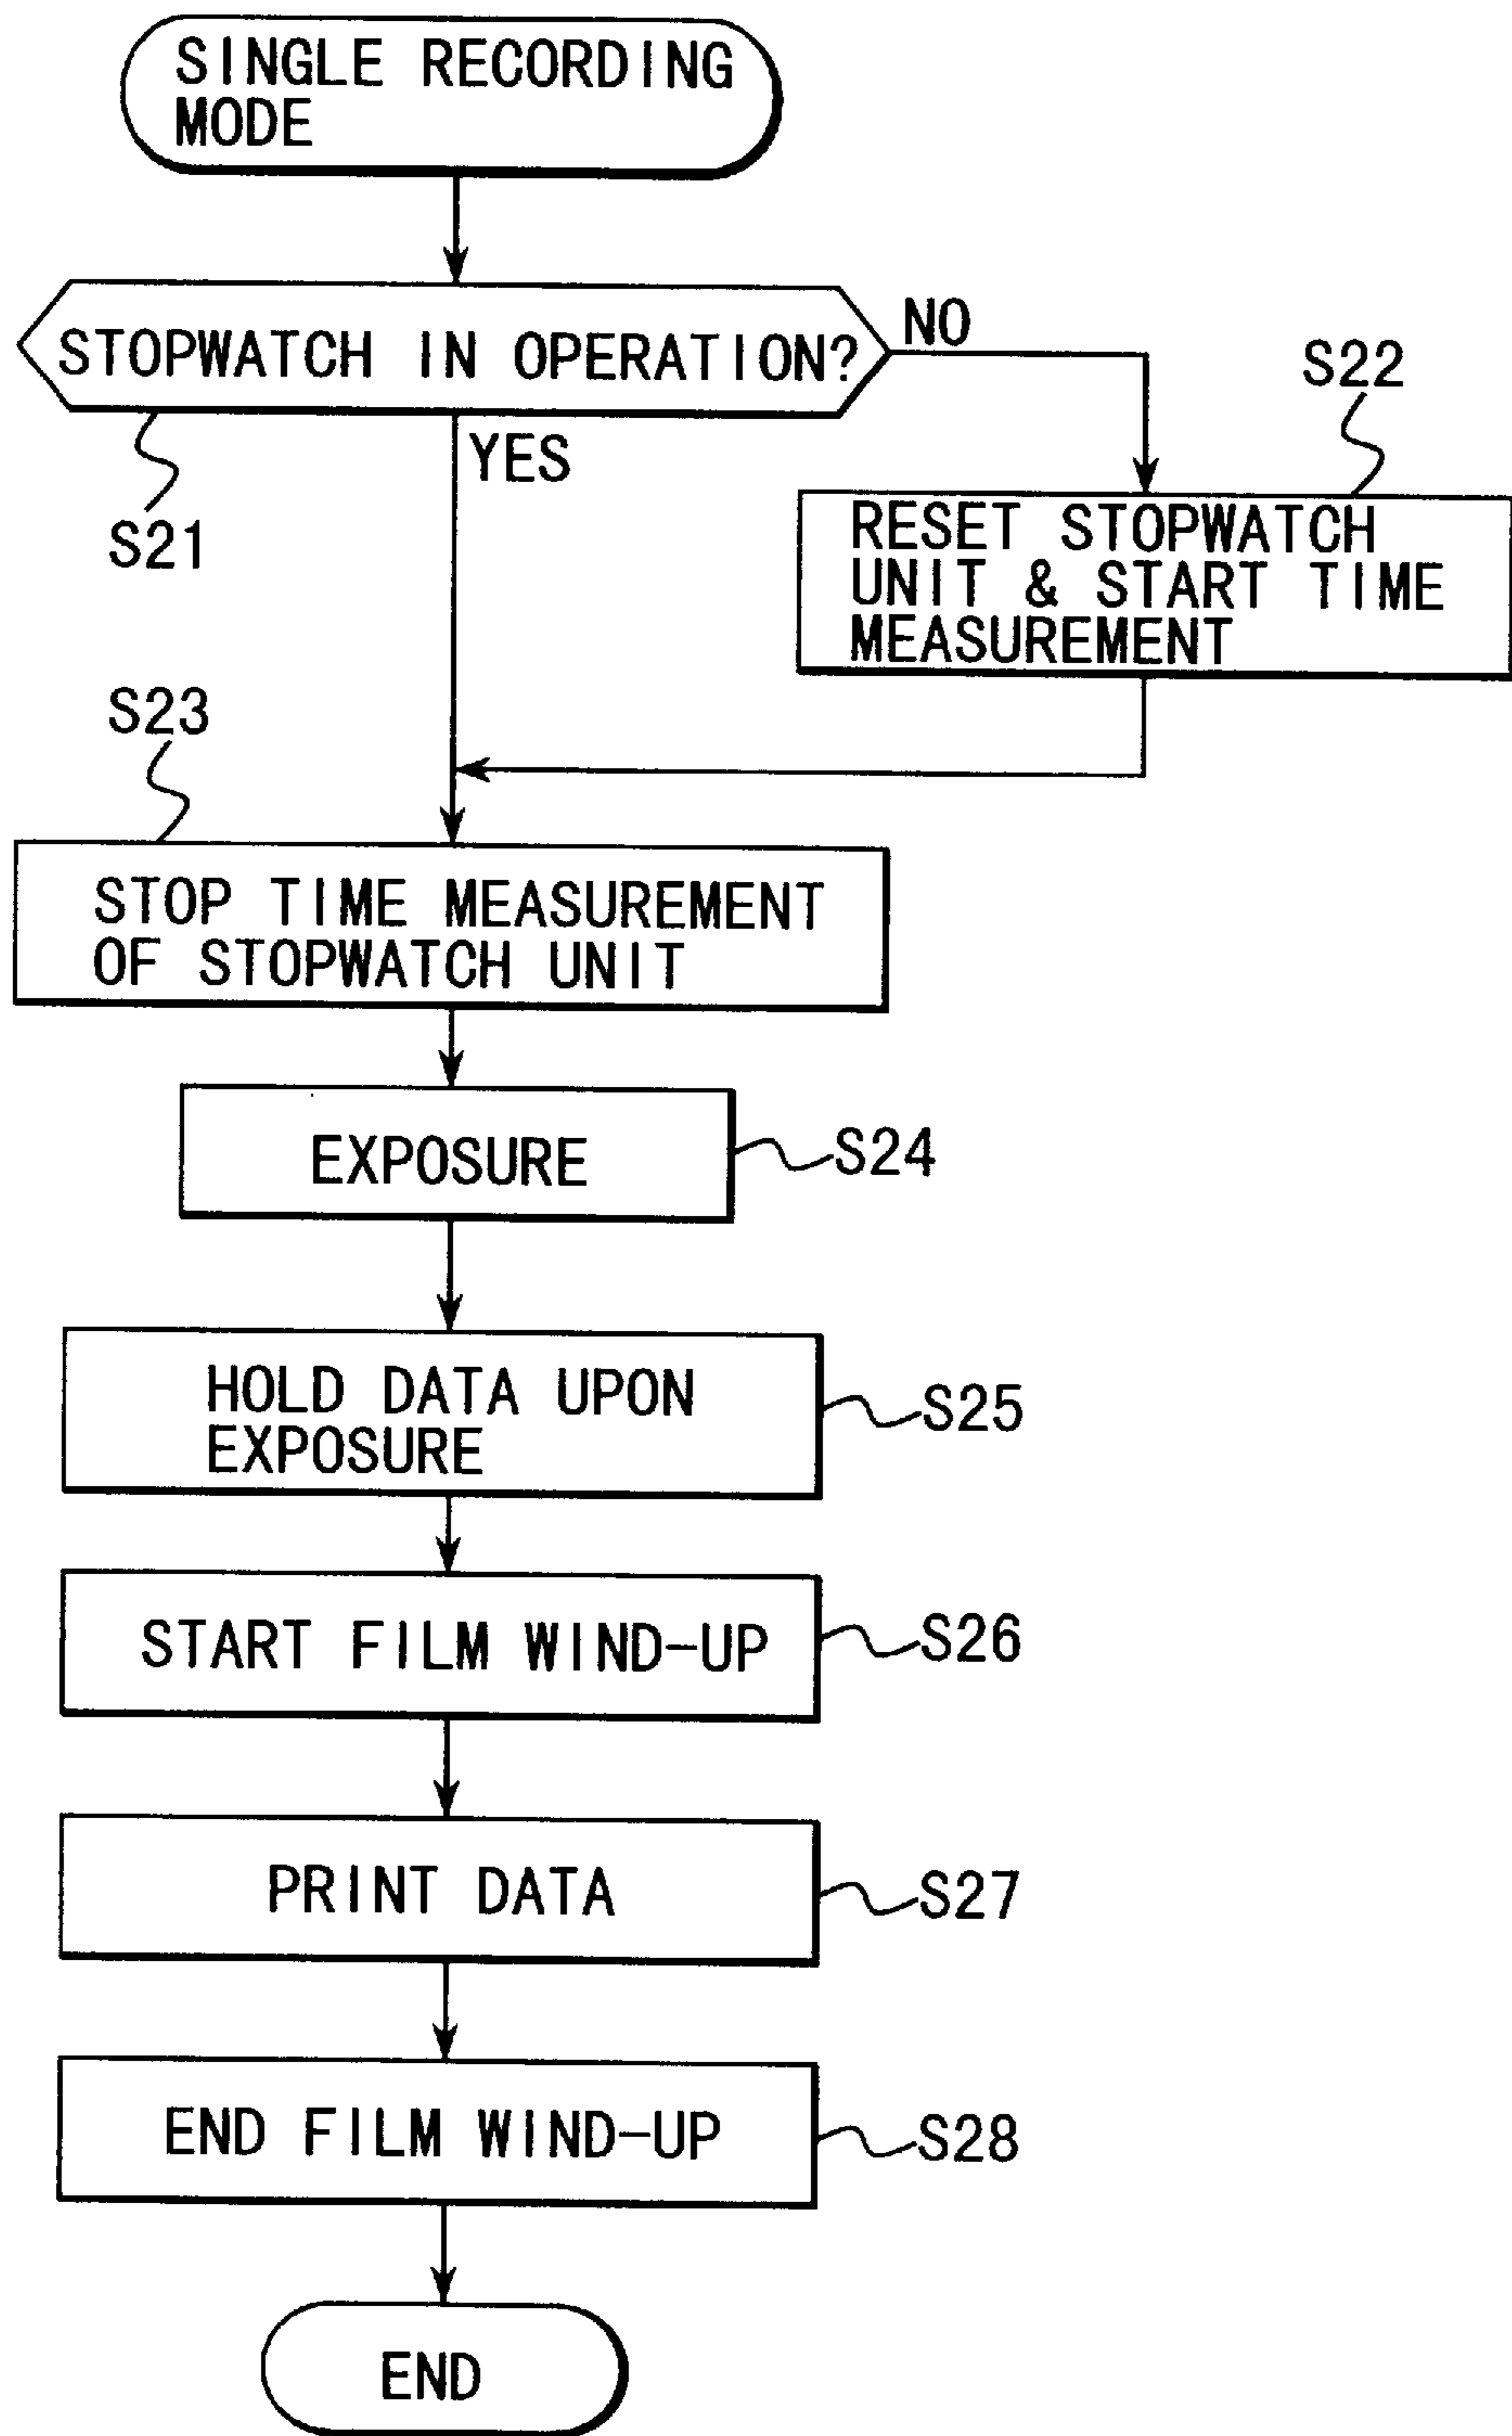 SINGLE RECORDING
MODE
STOPWATCH IN OPERATION?
NO
S22
YES
S21
RESET STOPWATCH
UNIT & START TIME
MEASUREMENT
S23
STOP TIME MEASUREMENT
OF STOPWATCH UNIT
EXPOSURE
S24
HOLD DATA UPON
EXPOSURE
S25
START FILM WIND-UP
S26
PRINT DATA
S27
END FILM WIND-UP
S28
END